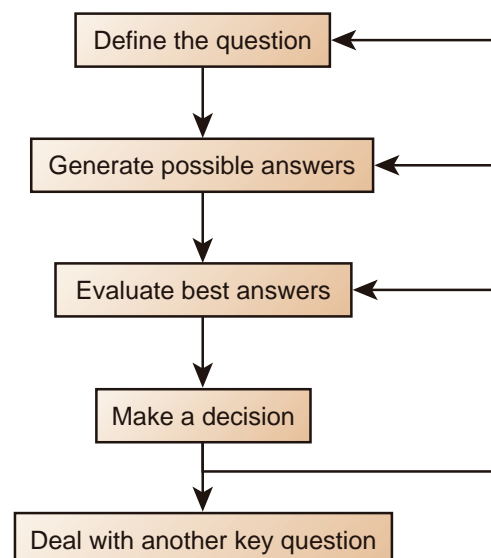 Define the question
Generate possible answers
Evaluate best answers
Make a decision
Deal with another key question